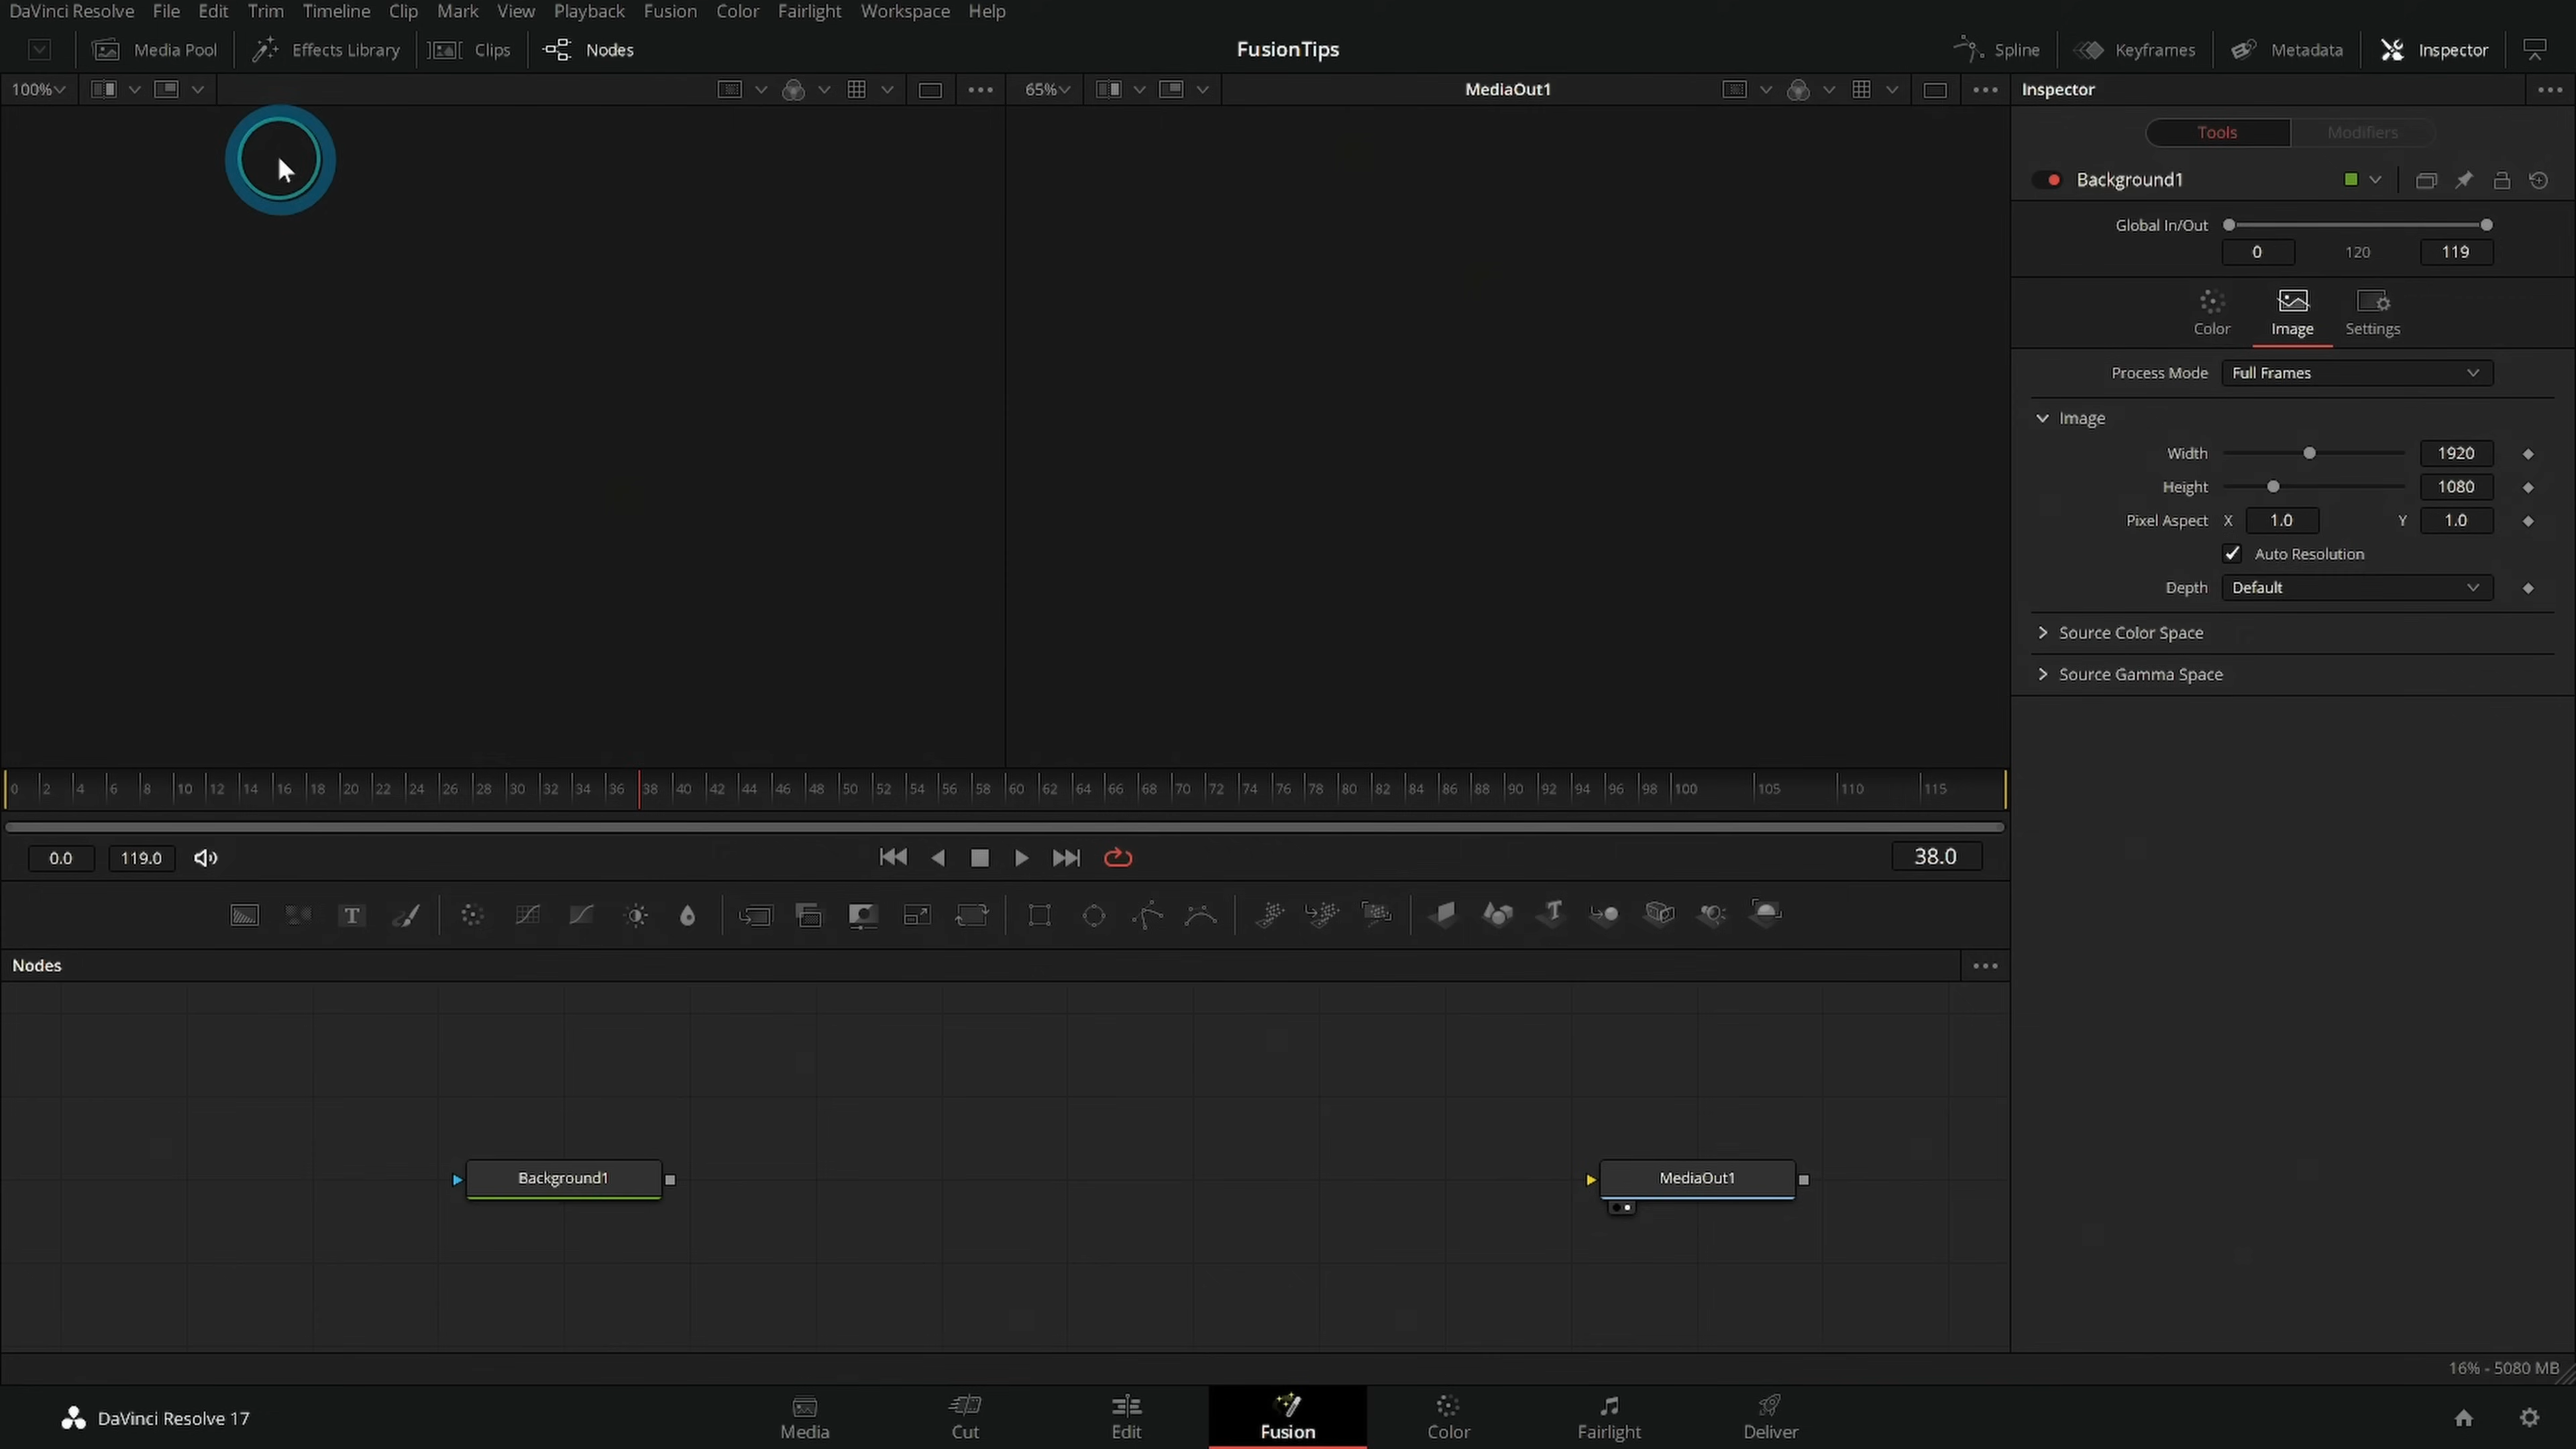 DaVinci Resolve File Edit Trim Timeline Clip Mark View Playback Fusion Color Fairlight Workspace Help
Media Pool Effects Library Clips Nodes FusionTips Spline Keyframes Metadata Inspector
100% 65% MediaOut1 Inspector
Tools Modifiers
Background1
Global In/Out
0 120 119
Color Image Settings
Process Mode Full Frames
Image
Width 1920
Height 1080
Pixel Aspect X 1.0 Y 1.0
Auto Resolution
Depth Default
Source Color Space
Source Gamma Space
0 2 4 6 8 10 12 14 16 18 20 22 24 26 28 30 32 34 36 38 40 42 44 46 48 50 52 54 56 58 60 62 64 66 68 70 72 74 76 78 80 82 84 86 88 90 92 94 96 98 100 105 110 115
0.0 119.0 38.0
T T
Nodes
Background1 MediaOut1
16% - 5080 MB
DaVinci Resolve 17 Media Cut Edit Fusion Color Fairlight Deliver